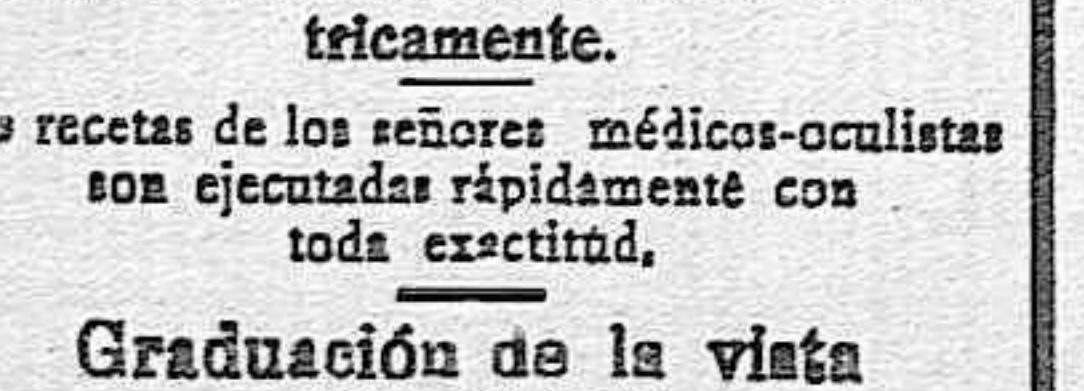 tricamente.
s recetas de los señores médicos-oculistas
son ejecutadas rápidamente con
toda exactitud.
Graduación de la vista